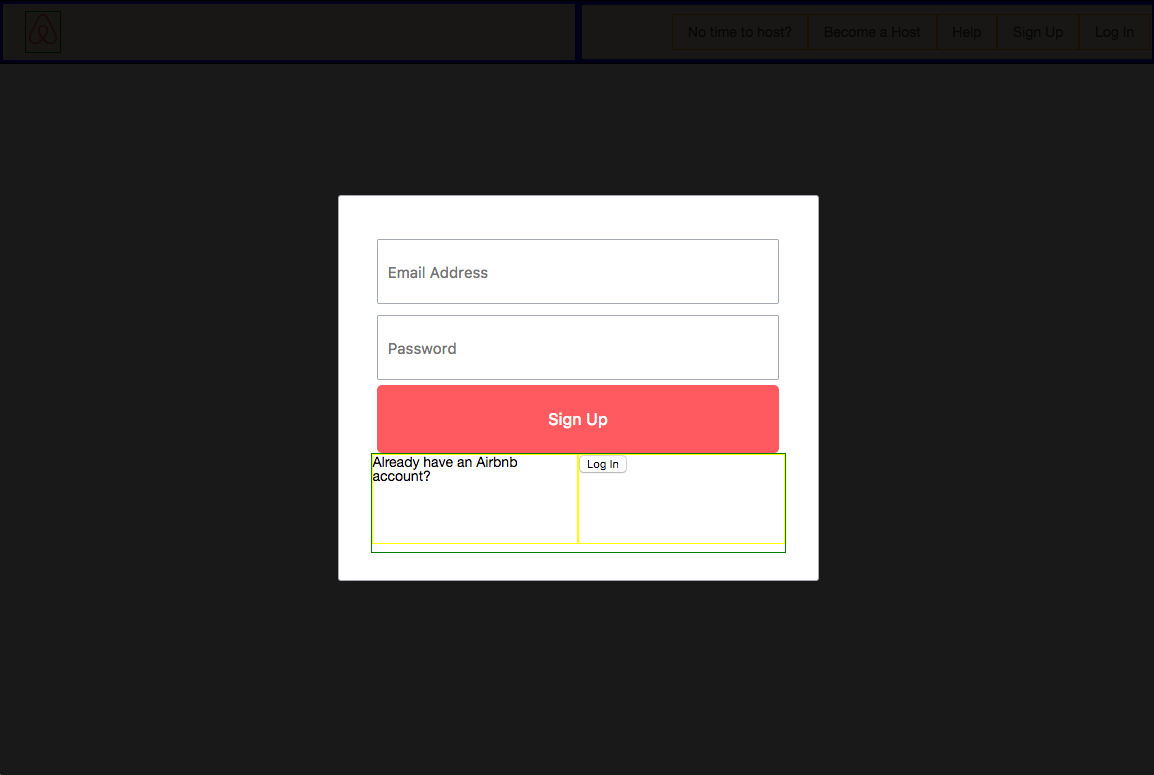 No time to host?
Become a Host
Help
Sign Up
Log In
Email Address
Password
Sign Up
Already have an Airbnb
account?
Log In